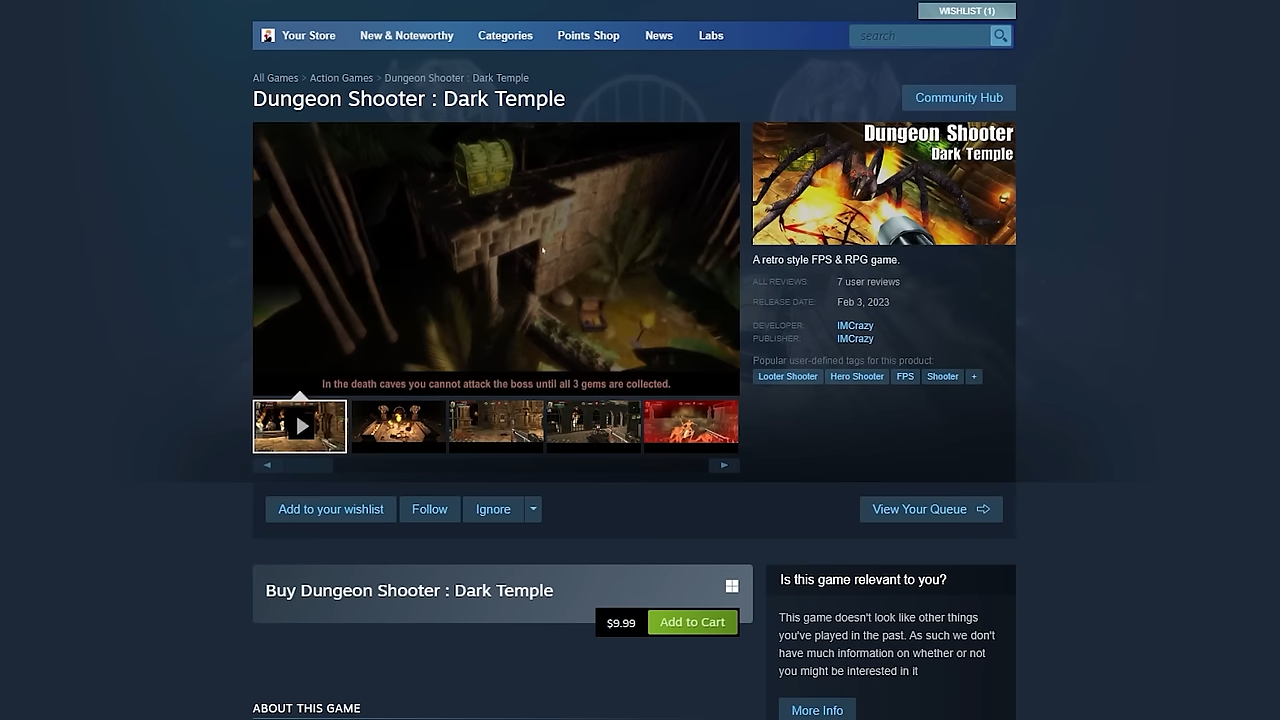 WISHLIST (1)
Your Store New & Noteworthy Categories Points Shop News Labs search
All Games > Action Games > Dungeon Shooter : Dark Temple
Dungeon Shooter : Dark Temple
Community Hub
In the death caves you cannot attack the boss until all 3 gems are collected.
Dungeon Shooter
Dark Temple
A retro style FPS & RPG game.
ALL REVIEWS: 7 user reviews
RELEASE DATE: Feb 3, 2023
DEVELOPER: IMCrazy
PUBLISHER: IMCrazy
Popular user-defined tags for this product:
Looter Shooter Hero Shooter FPS Shooter +
Add to your wishlist Follow Ignore View Your Queue
Buy Dungeon Shooter : Dark Temple
$9.99 Add to Cart
Is this game relevant to you?
This game doesn't look like other things
you've played in the past. As such we don't
have much information on whether or not
you might be interested in it
More Info
ABOUT THIS GAME